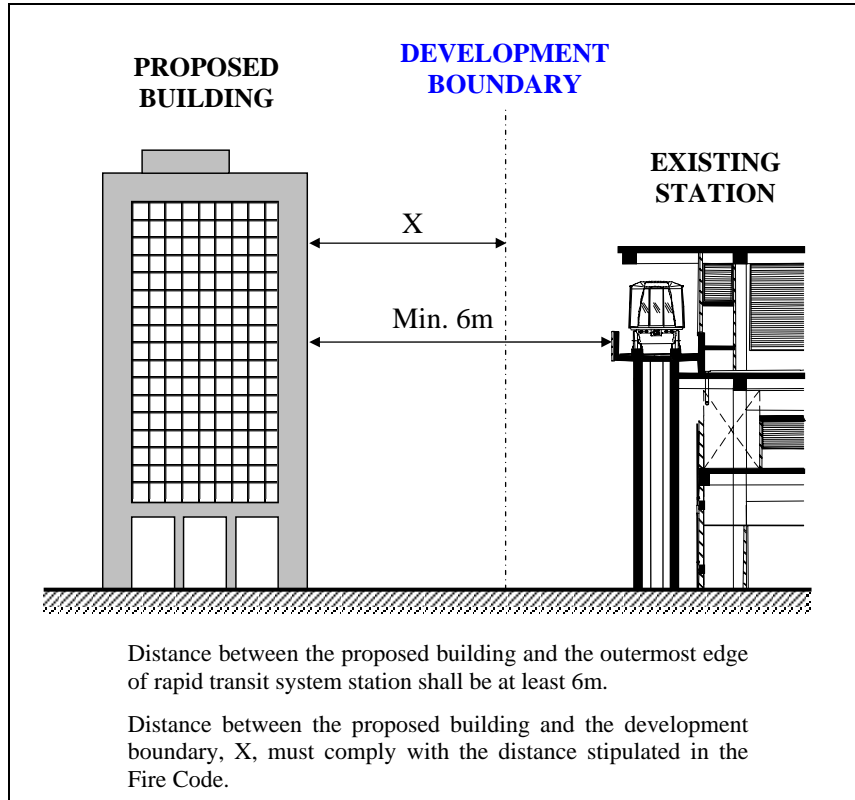 PROPOSED
BUILDING
DEVELOPMENT
BOUNDARY
EXISTING
STATION
X
Min. 6m
Distance between the proposed building and the outermost edge
of rapid transit system station shall be at least 6m.
Distance between the proposed building and the development
boundary, X, must comply with the distance stipulated in the
Fire Code.